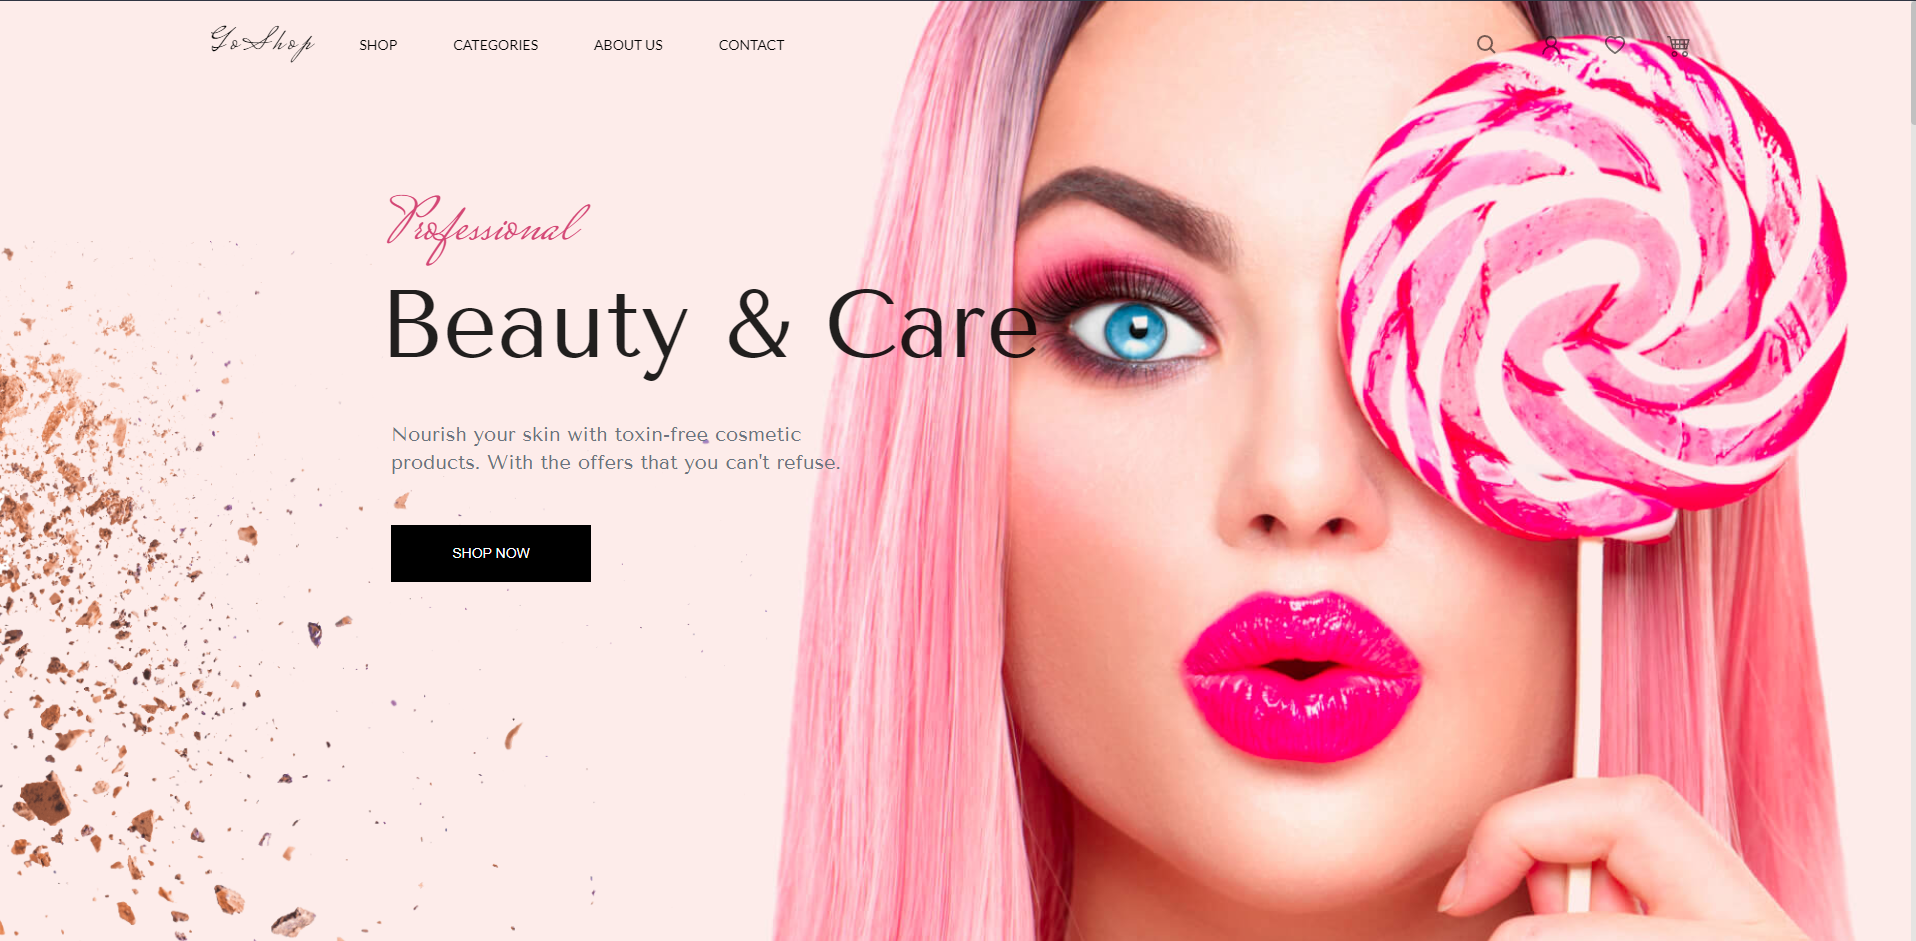 YoShop
SHOP
CATEGORIES
ABOUT US
CONTACT
Professional
Beauty & Care
Nourish your skin with toxin-free cosmetic
products. With the offers that you can't refuse.
SHOP NOW